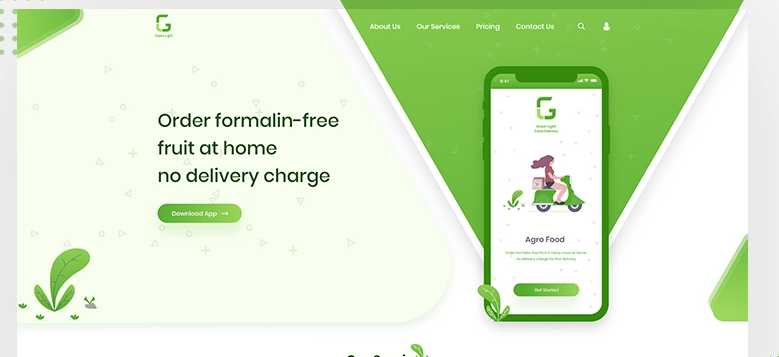 Green Light
About Us
Our Services
Pricing
Contact Us
Order formalin-free
fruit at home
no delivery charge
Download App →
9:41
Green Light
Food Delivery
Agro Food
Order formalin-free fruit & many more at home
no delivery charge for first delivery
Get Started